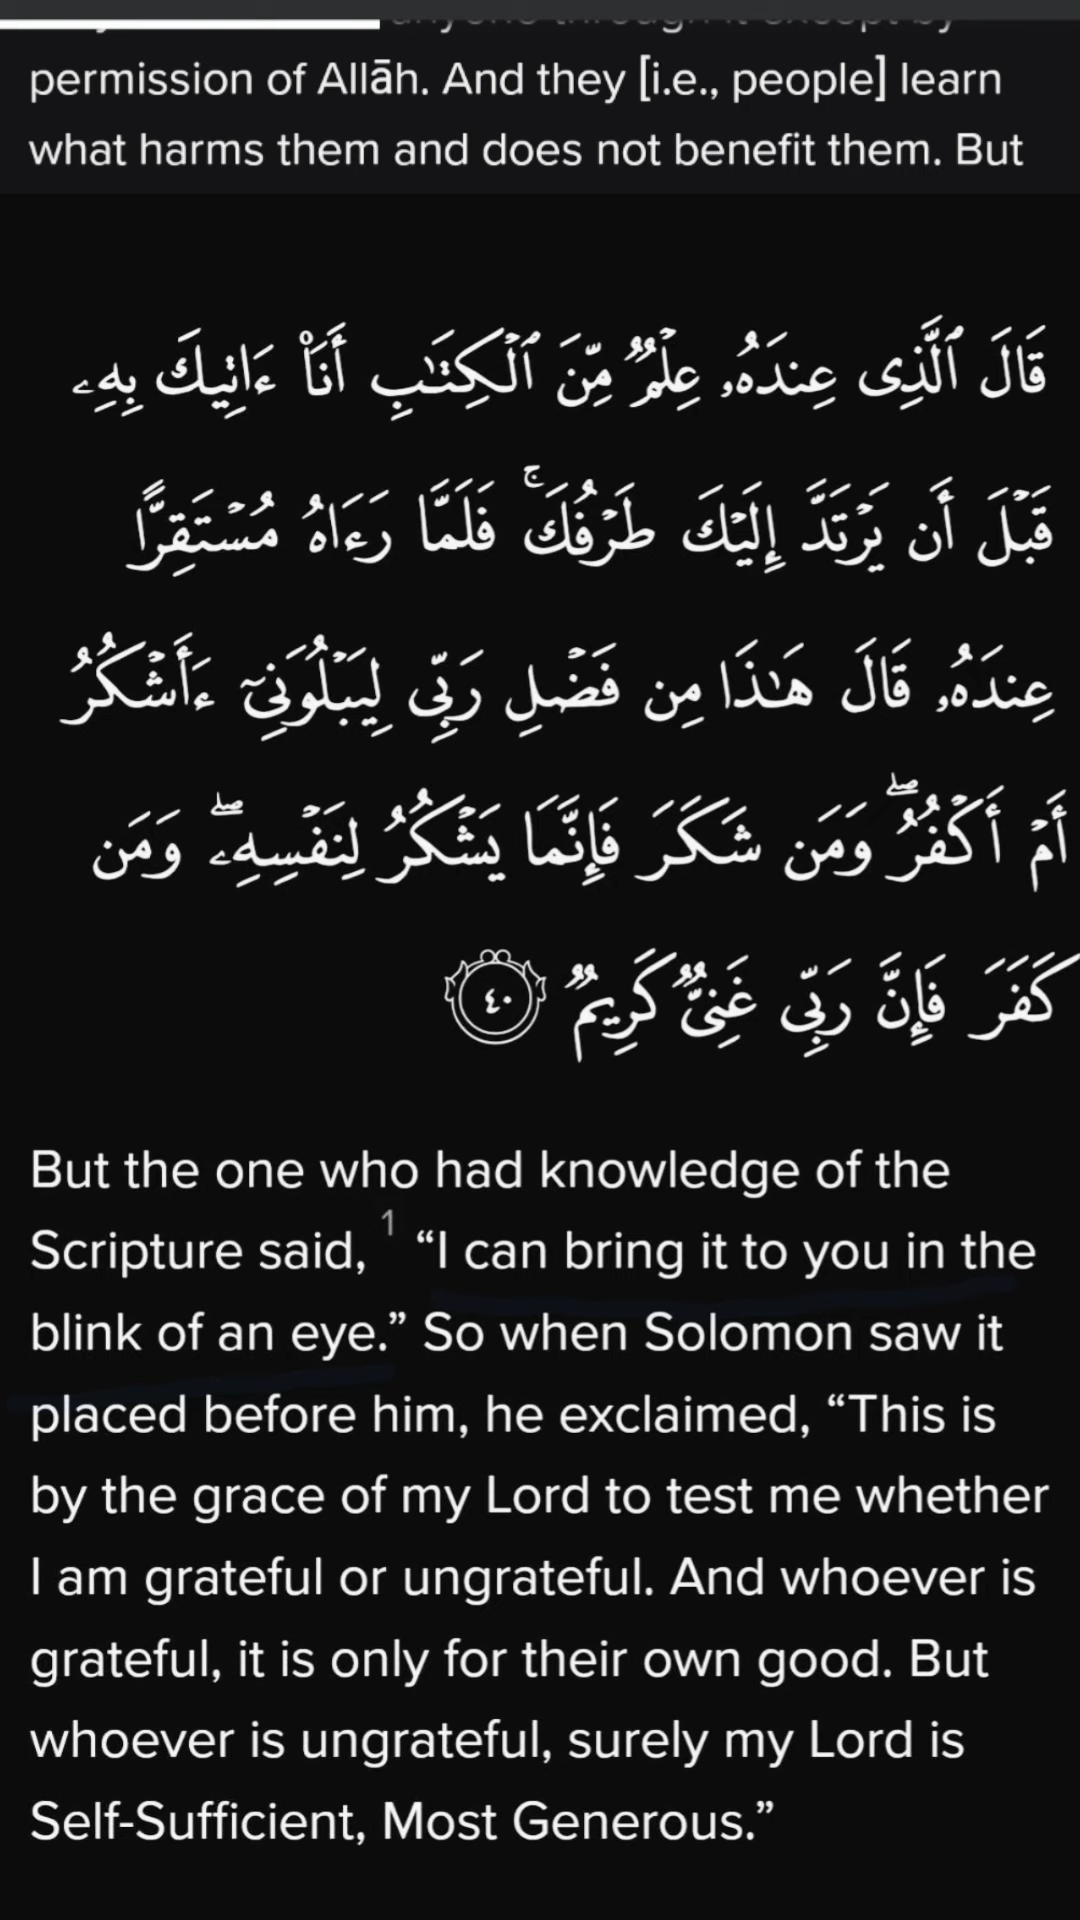 permission of Allāh. And they [i.e., people] learn
what harms them and does not benefit them. But
قَالَ ٱلَّذِى عِندَهُۥ عِلْمٌ مِّنَ ٱلْكِتَـٰبِ أَنَا۠ ءَاتِيكَ بِهِۦ
قَبْلَ أَن يَرْتَدَّ إِلَيْكَ طَرْفُكَ ۚ فَلَمَّا رَءَاهُ مُسْتَقِرًّا
عِندَهُۥ قَالَ هَـٰذَا مِن فَضْلِ رَبِّى لِيَبْلُوَنِىٓ ءَأَشْكُرُ
أَمْ أَكْفُرُ ۖ وَمَن شَكَرَ فَإِنَّمَا يَشْكُرُ لِنَفْسِهِۦ ۖ وَمَن
كَفَرَ فَإِنَّ رَبِّى غَنِىٌّ كَرِيمٌ ٤٠
But the one who had knowledge of the
Scripture said, 1 “I can bring it to you in the
blink of an eye.” So when Solomon saw it
placed before him, he exclaimed, “This is
by the grace of my Lord to test me whether
I am grateful or ungrateful. And whoever is
grateful, it is only for their own good. But
whoever is ungrateful, surely my Lord is
Self-Sufficient, Most Generous.”